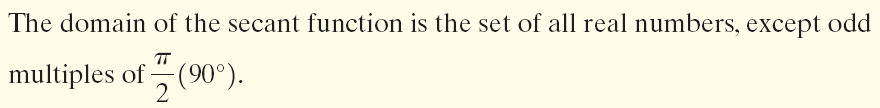 The domain of the secant function is the set of all real numbers, except odd
multiples of π/2 (90°).